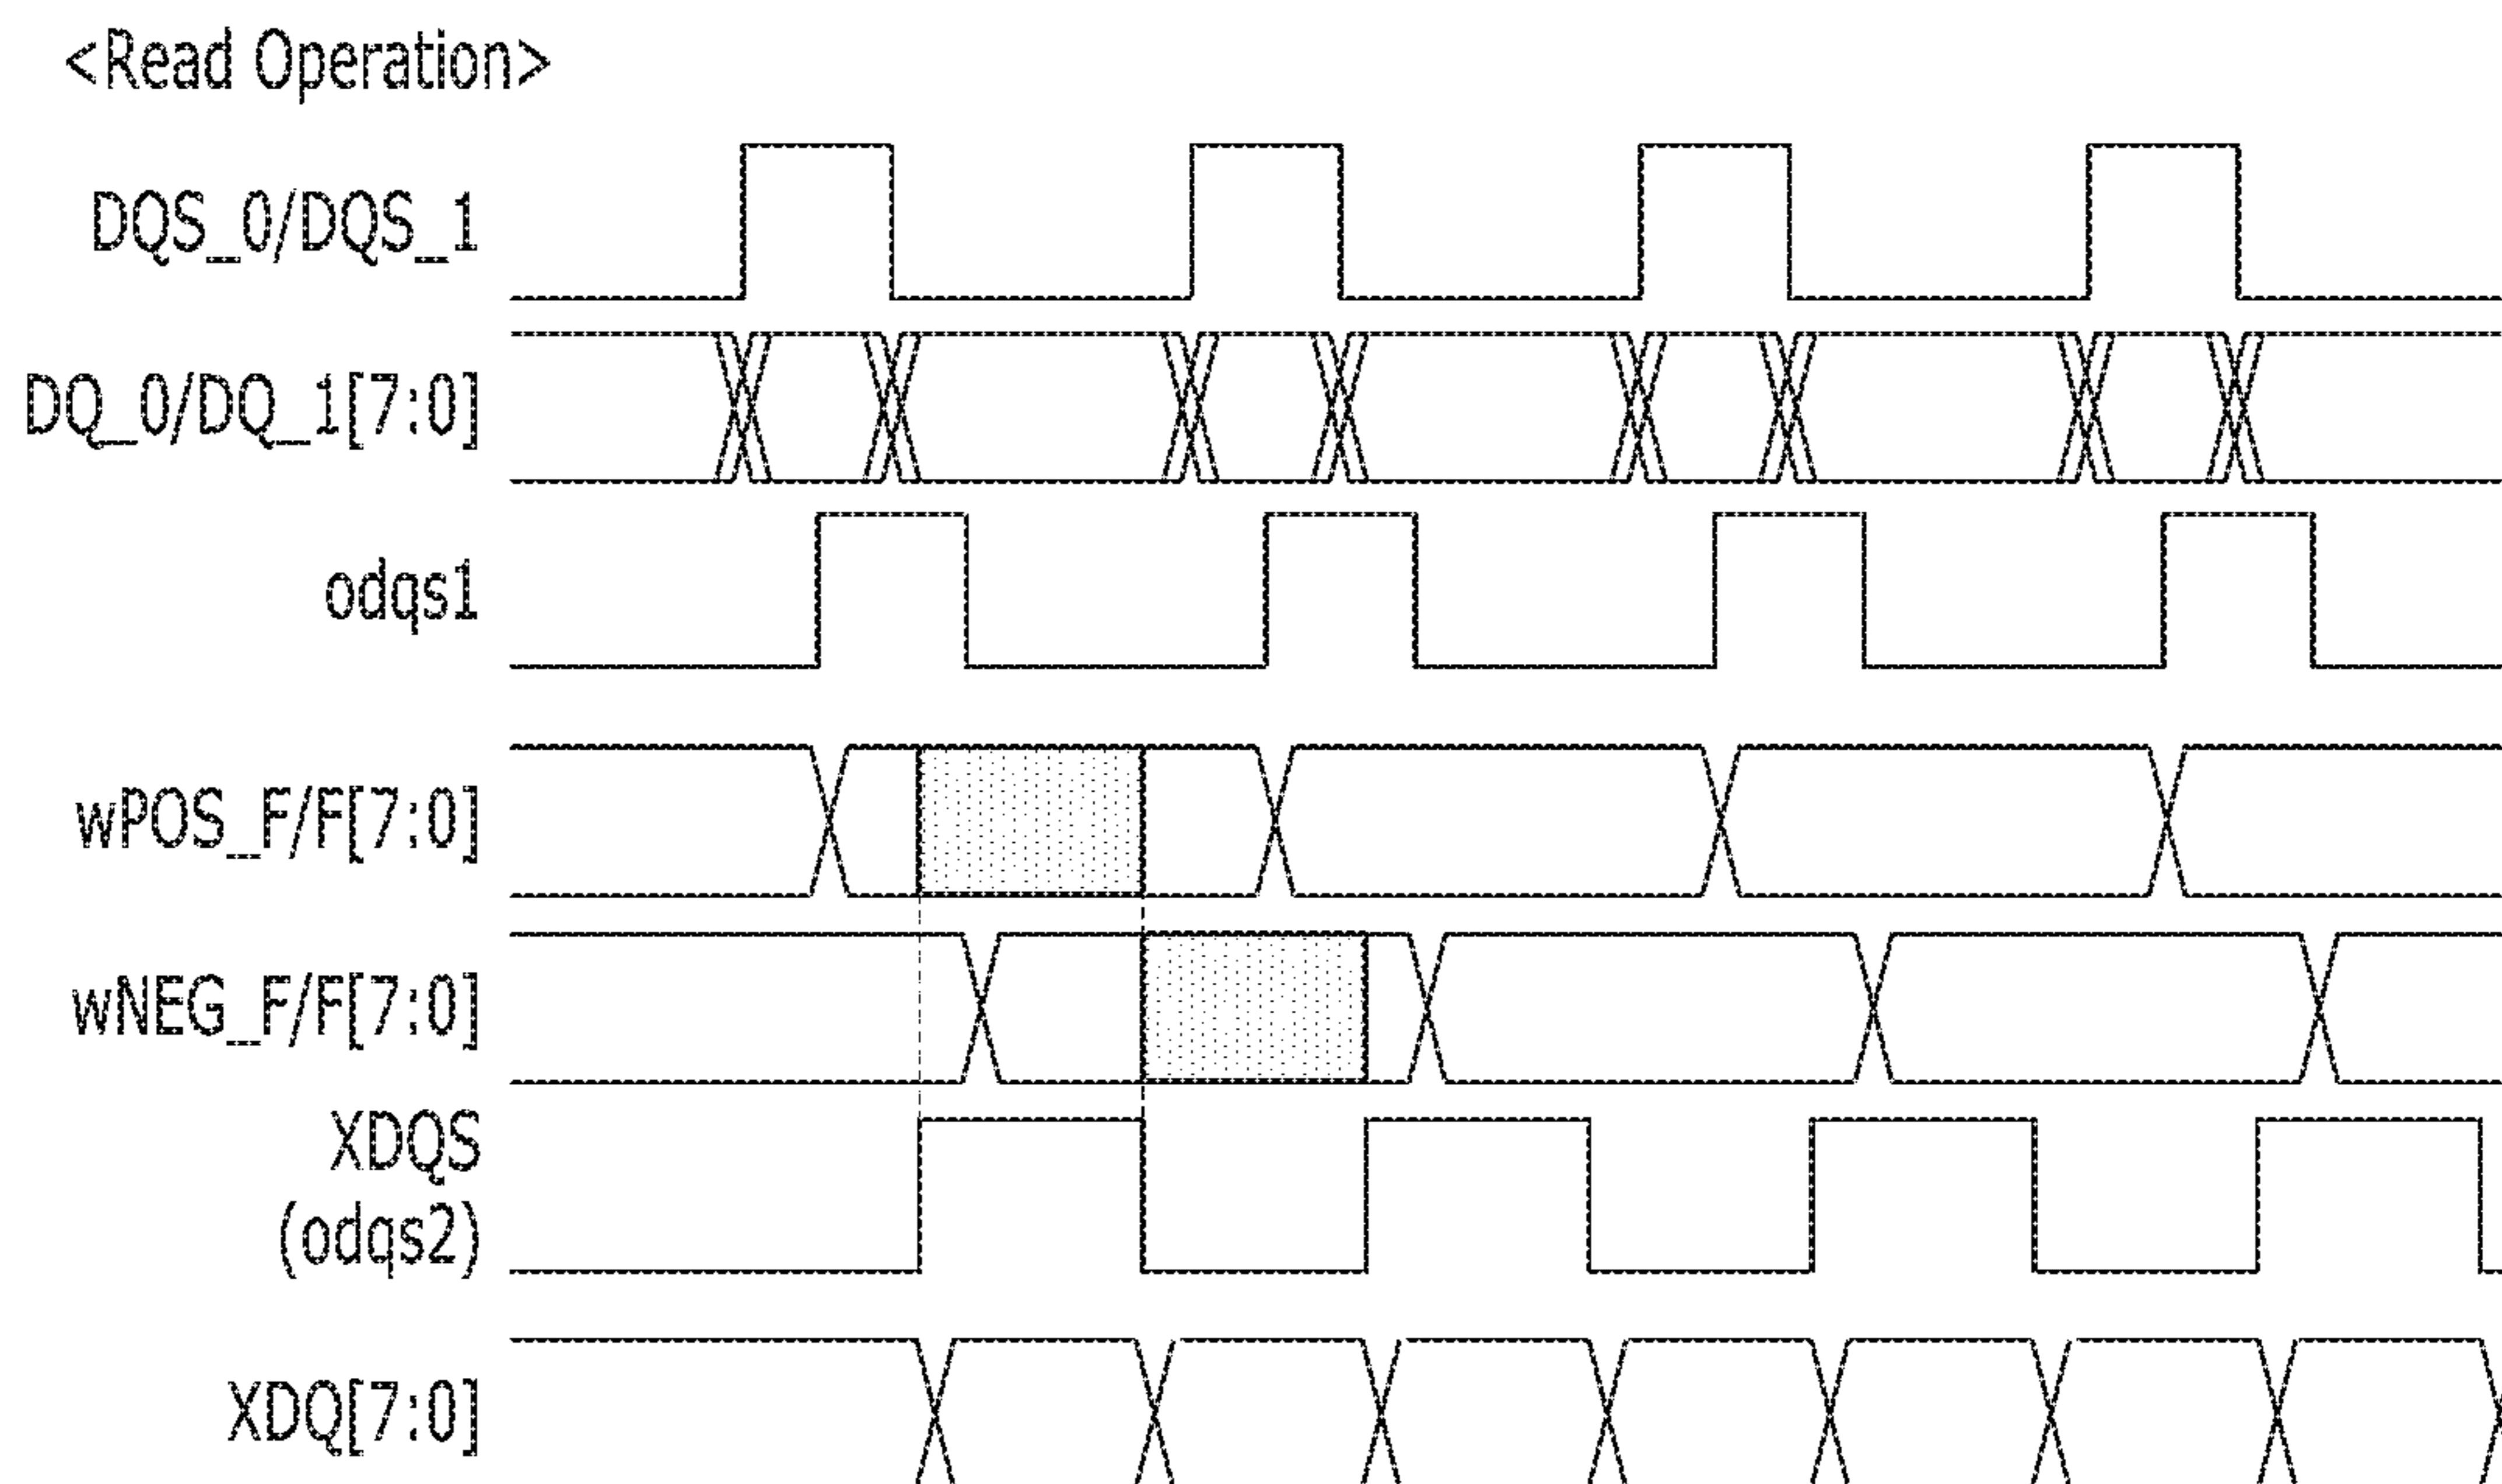 <Read Operation>
DQS_0/DQS_1
DQ_0/DQ_1[7:0]
odqs1
wPOS_F/F[7:0]
wNEG_F/F[7:0]
XDQS
(odqs2)
XDQ[7:0]